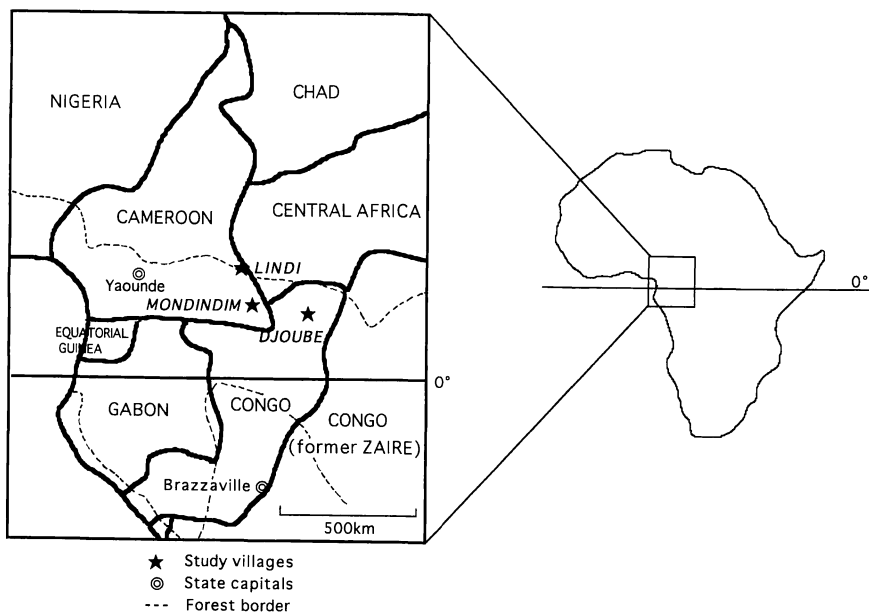 NIGERIA
CHAD
CAMEROON
CENTRAL AFRICA
LINDI
Yaounde
MONDINDIM
DJOUBE
EQUATORIAL
GUINEA
0°
0°
GABON
CONGO
CONGO
(former ZAIRE)
Brazzaville
500km
Study villages
State capitals
Forest border